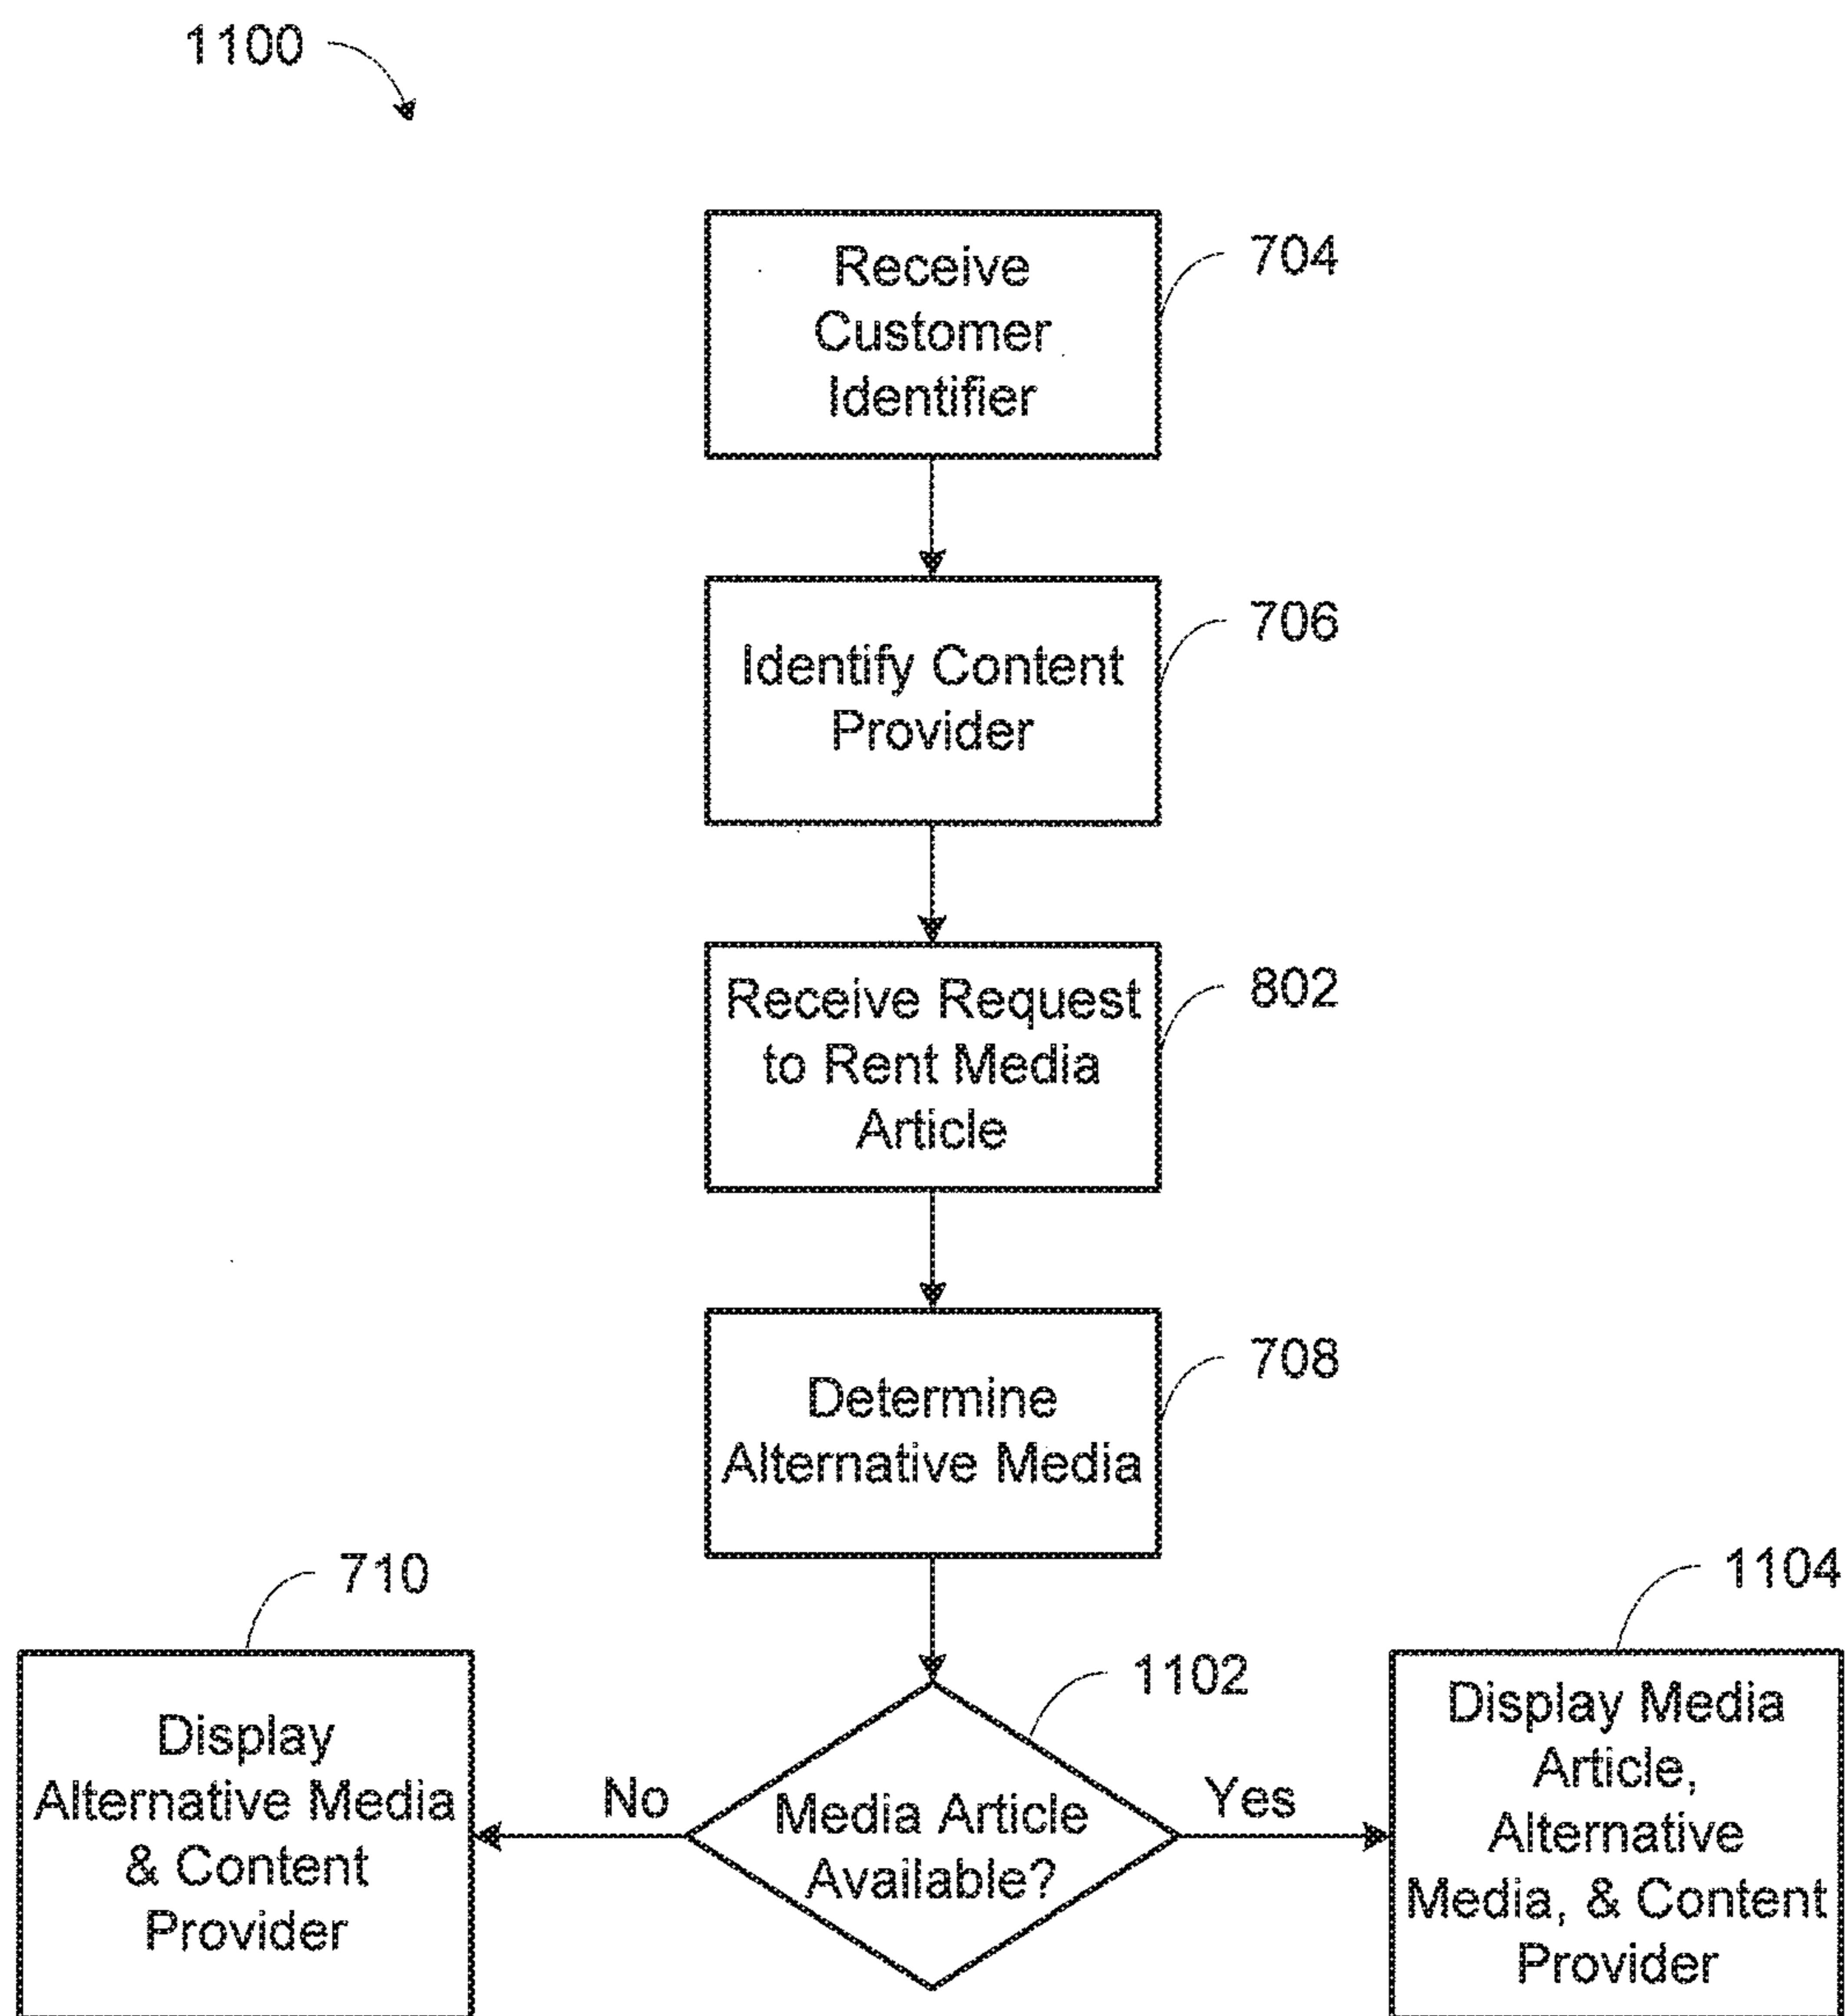 1100
Receive
Customer
Identifier
704
Identify Content
Provider
706
Receive Request
to Rent Media
Article
802
Determine
Alternative Media
708
710
Display
Alternative Media
& Content
Provider
No
1102
Media Article
Available?
Yes
1104
Display Media
Article,
Alternative
Media, & Content
Provider